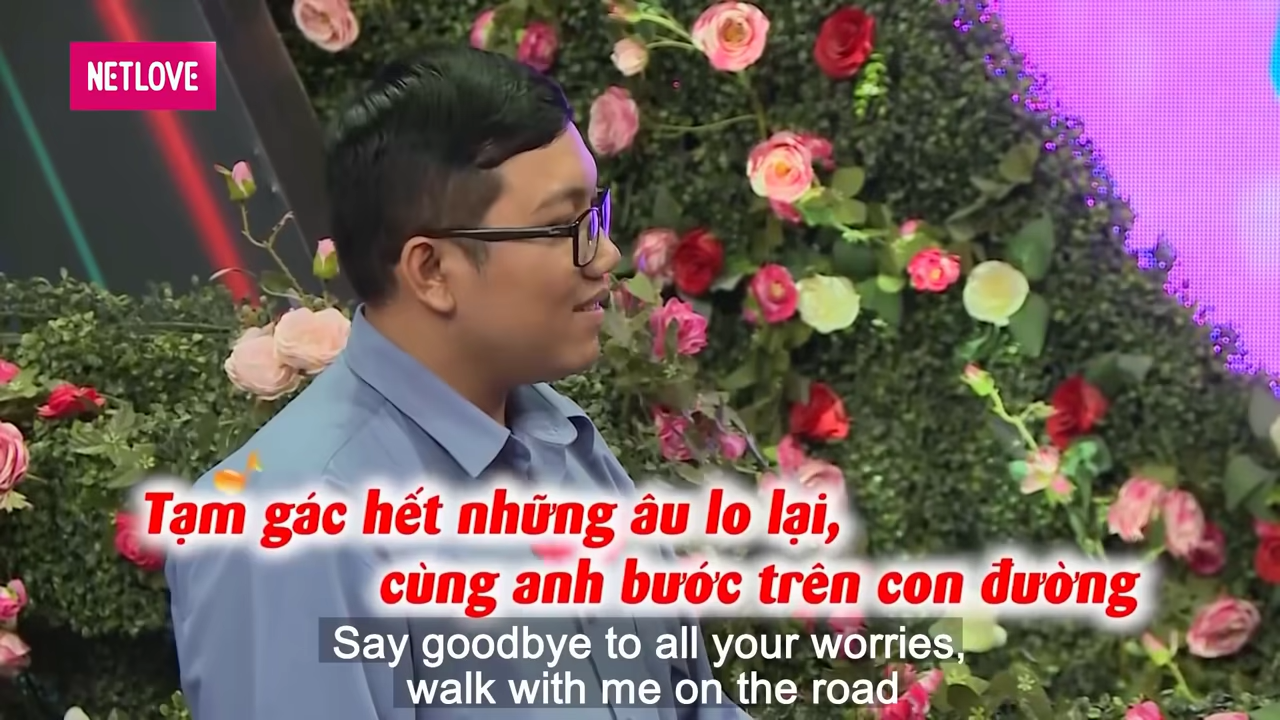 NETLOVE
Tạm gác hết những âu lo lại,
cùng anh bước trên con đường
Say goodbye to all your worries,
walk with me on the road